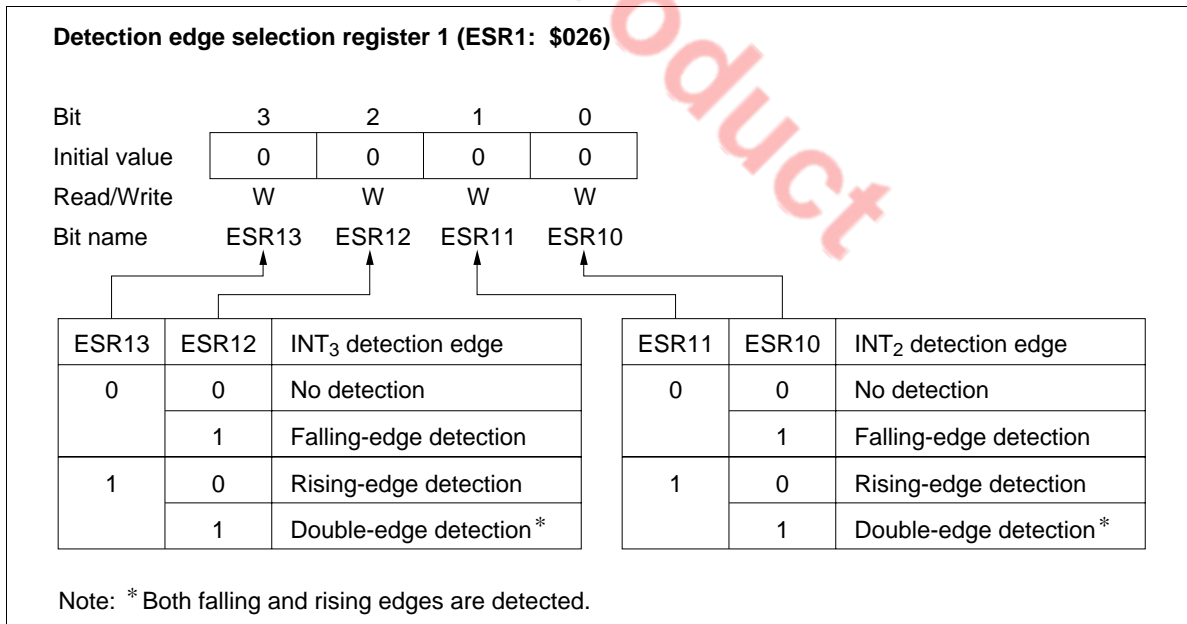 Detection edge selection register 1 (ESR1: $026)
Bit 3 2 1 0
Initial value 0 0 0 0
Read/Write W W W W
Bit name ESR13 ESR12 ESR11 ESR10
ESR13 ESR12 INT3 detection edge
0 0 No detection
1 Falling-edge detection
1 0 Rising-edge detection
1 Double-edge detection*
ESR11 ESR10 INT2 detection edge
0 0 No detection
1 Falling-edge detection
1 0 Rising-edge detection
1 Double-edge detection*
Note: * Both falling and rising edges are detected.